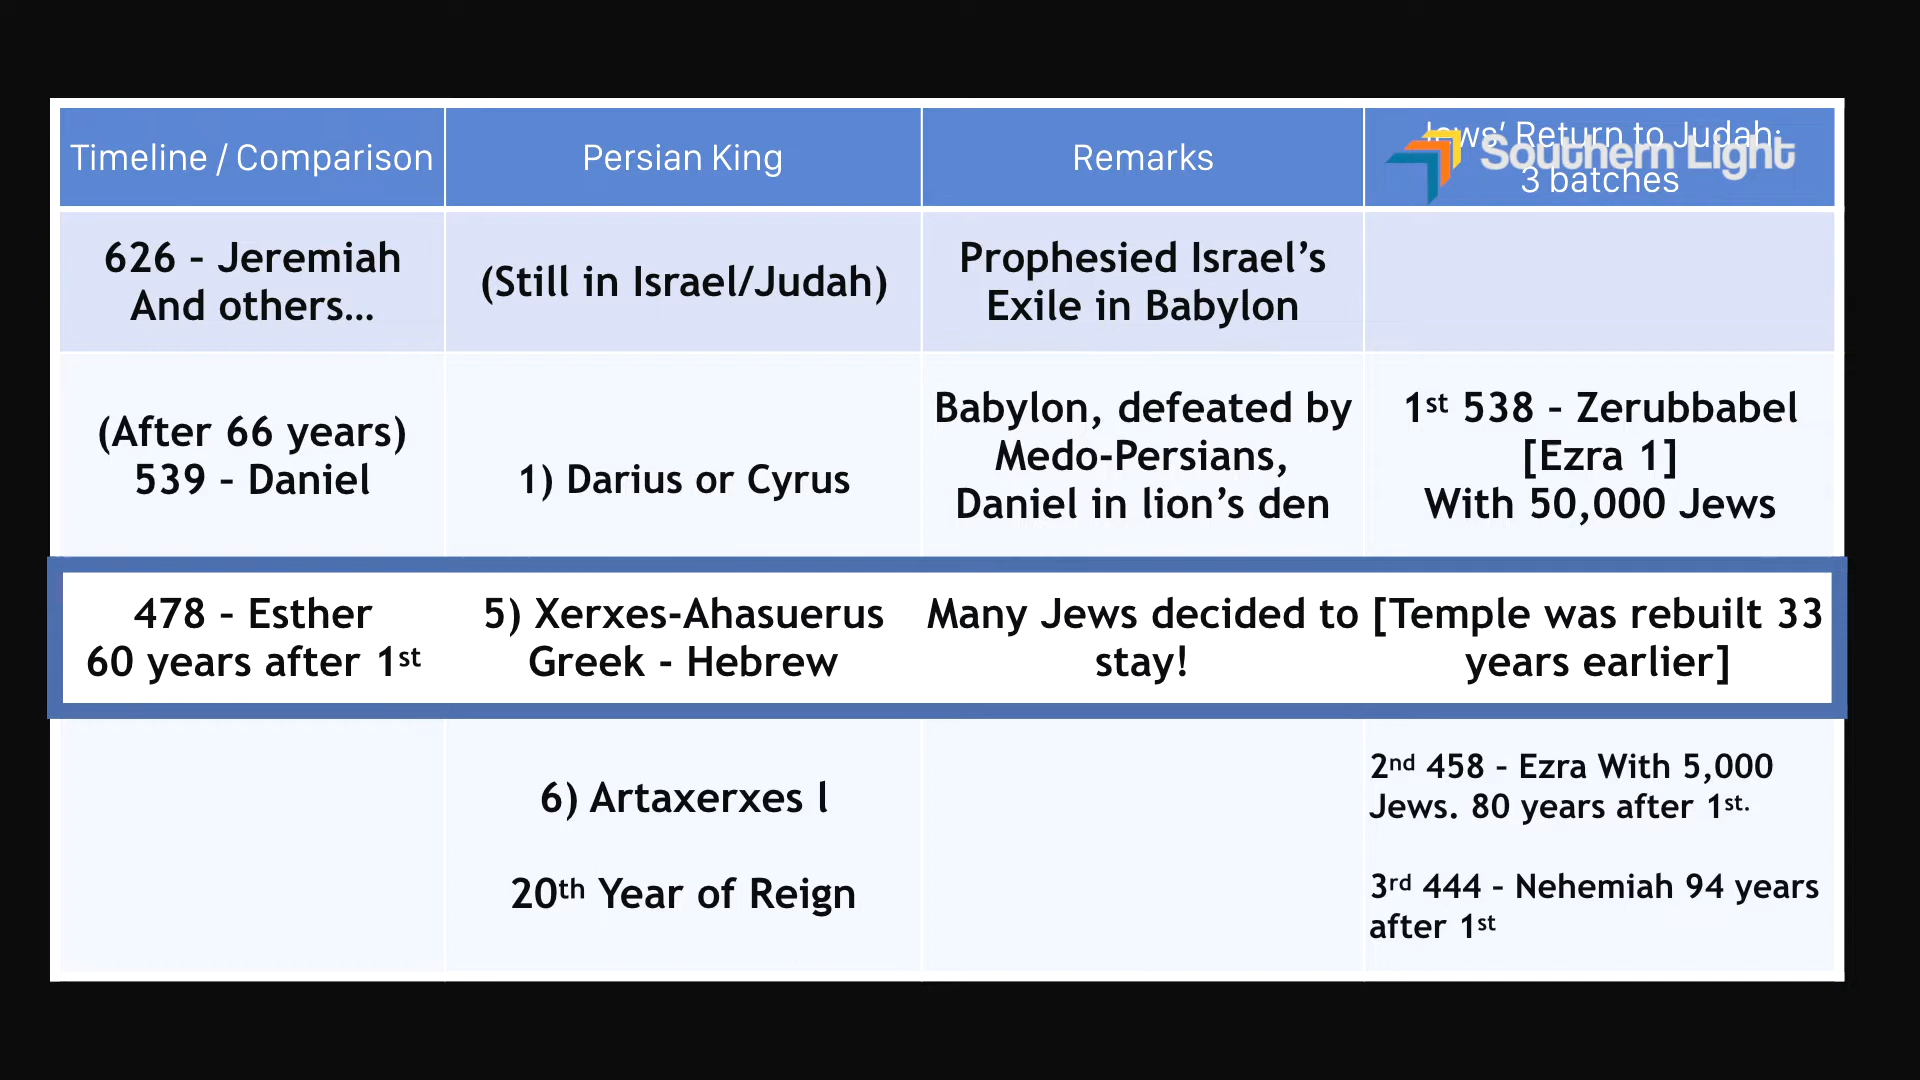 Timeline / Comparison
Persian King
Remarks
Jews’ Return to Judah:
3 batches
Southern Light
626 – Jeremiah
And others…
(Still in Israel/Judah)
Prophesied Israel’s
Exile in Babylon
(After 66 years)
539 – Daniel
1) Darius or Cyrus
Babylon, defeated by
Medo-Persians,
Daniel in lion’s den
1st 538 – Zerubbabel
[Ezra 1]
With 50,000 Jews
478 – Esther
60 years after 1st
5) Xerxes-Ahasuerus
Greek - Hebrew
Many Jews decided to
stay!
[Temple was rebuilt 33
years earlier]
6) Artaxerxes l
20th Year of Reign
2nd 458 – Ezra With 5,000
Jews. 80 years after 1st.
3rd 444 – Nehemiah 94 years
after 1st